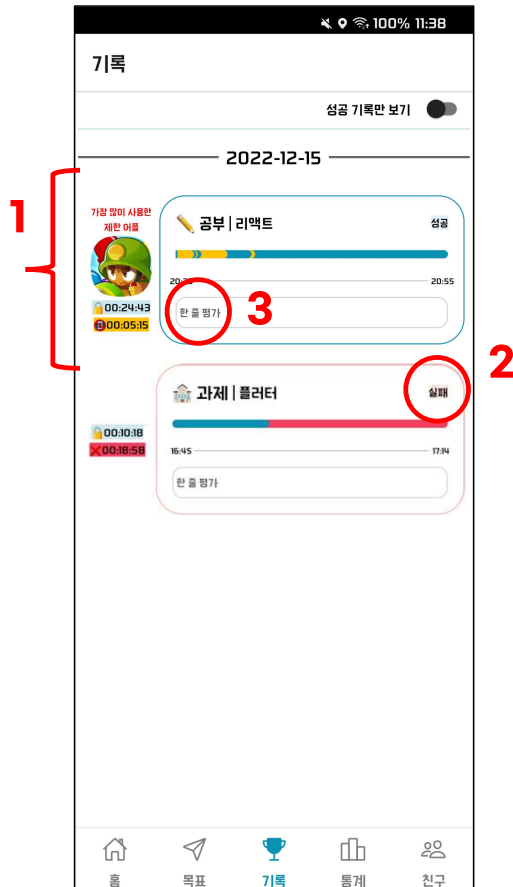 100% 11:38
기록
성공 기록만 보기
2022-12-15
1
가장 많이 사용한
제한 어플
공부 | 리액트
성공
20:55
00:24:43
00:05:15
한 줄 평가
3
2
과제 | 플러터
실패
00:10:18
00:18:58
16:45
17:14
한 줄 평가
홈
목표
기록
통계
친구